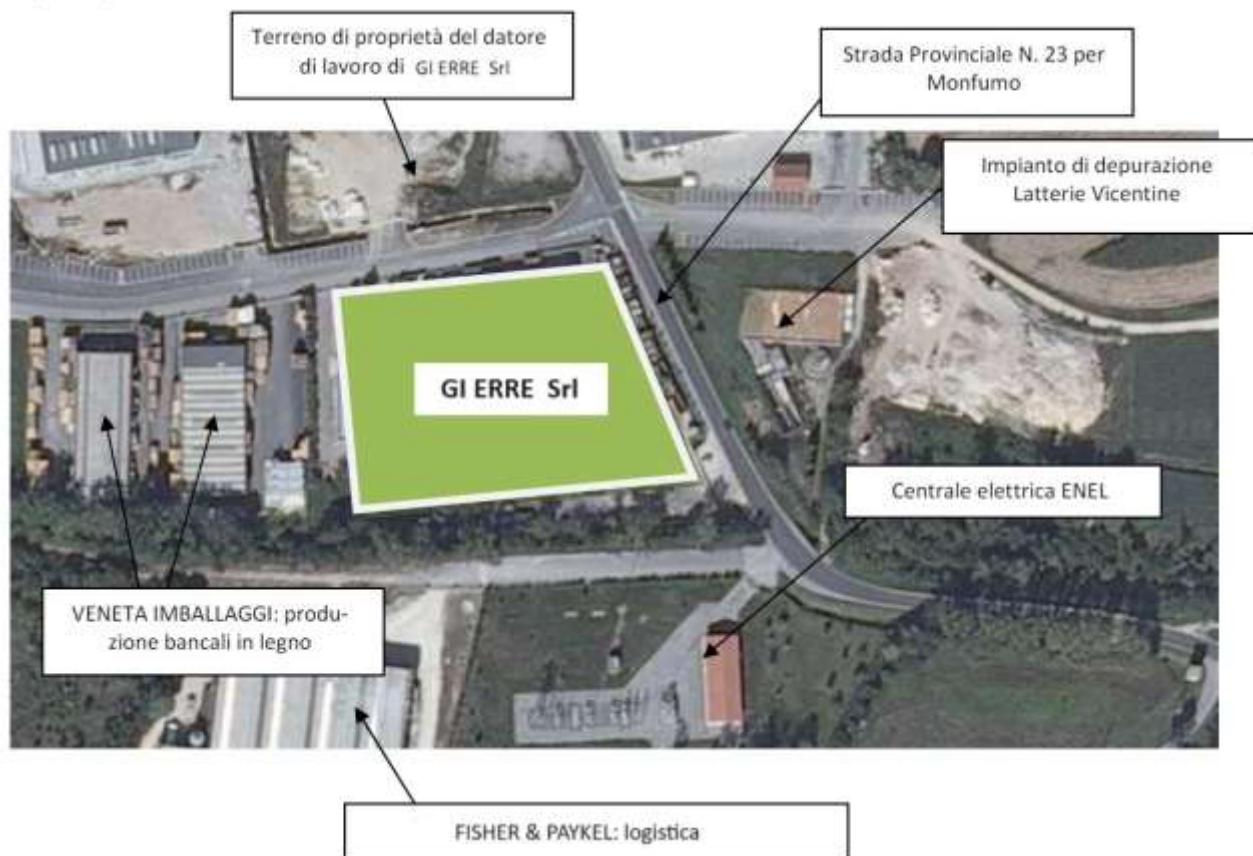 Terreno di proprietà del datore
di lavoro di GI ERRE Srl
Strada Provinciale N. 23 per
Monfumo
Impianto di depurazione
Latterie Vicentine
GI ERRE Srl
Centrale elettrica ENEL
VENETA IMBALLAGGI: produ-
zione bancali in legno
FISHER & PAYKEL: logistica